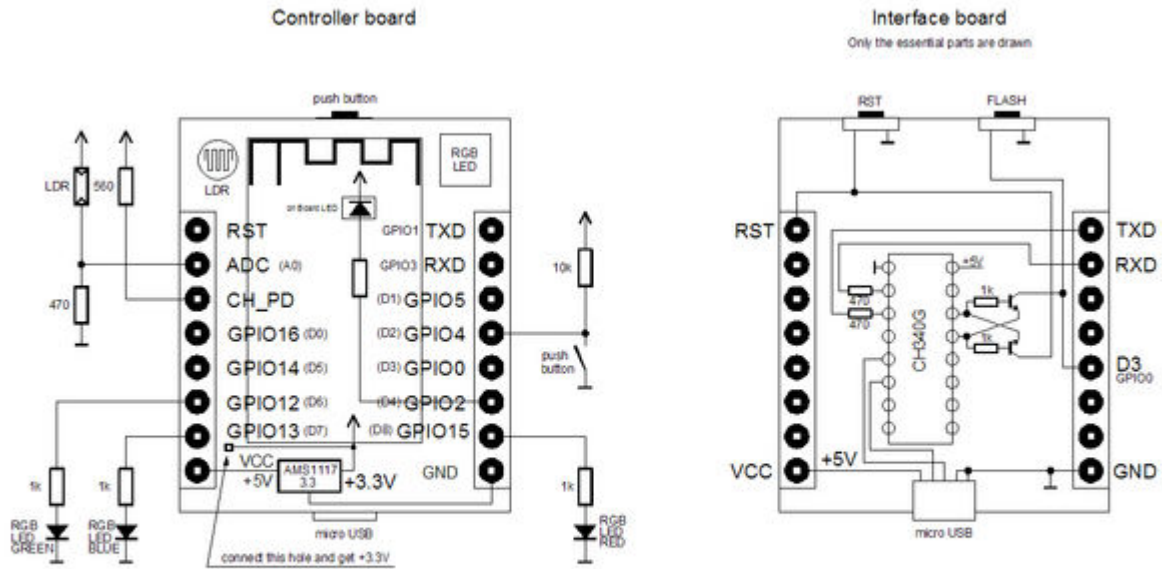 Controller board
push button
LDR
560
470
LDR
RGB
LED
on Board LED
RST
ADC (A0)
CH_PD
GPIO16 (D0)
GPIO14 (D5)
GPIO12 (D6)
GPIO13 (D7)
VCC
+5V
AMS1117
3.3
+3.3V
GPIO1 TXD
GPIO3 RXD
(D1) GPIO5
(D2) GPIO4
(D3) GPIO0
(D4) GPIO2
(D8) GPIO15
GND
10k
push
button
1k
RGB
LED
GREEN
1k
RGB
LED
BLUE
1k
RGB
LED
RED
micro USB
connect this hole and get +3.3V
Interface board
Only the essential parts are drawn
RST
FLASH
RST
VCC
+5V
470
470
CH340G
+5V
1k
1k
TXD
RXD
D3
GPIO0
GND
micro USB